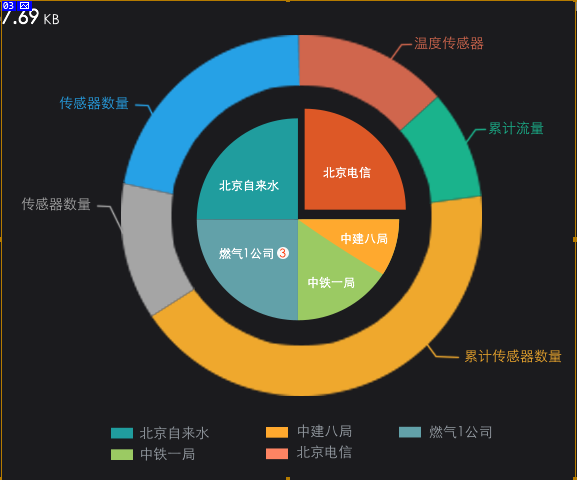 03
7.69 KB
温度传感器
传感器数量
累计流量
北京电信
北京自来水
传感器数量
中建八局
燃气1公司 3
中铁一局
累计传感器数量
北京自来水
中建八局
燃气1公司
中铁一局
北京电信